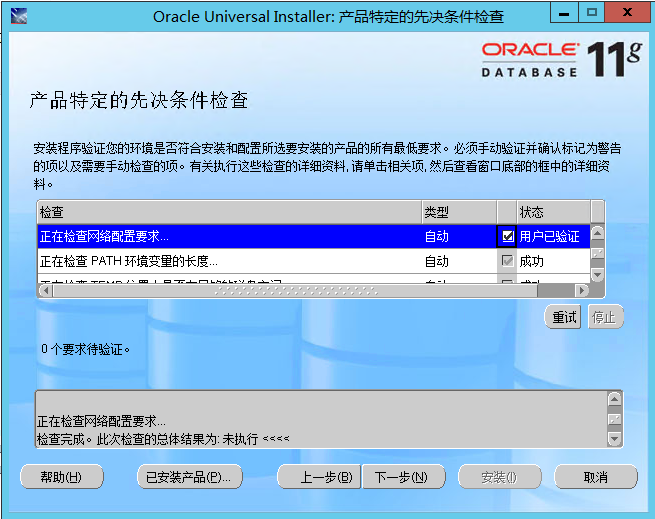 Oracle Universal Installer: 产品特定的先决条件检查
ORACLE
DATABASE 11g
产品特定的先决条件检查
安装程序验证您的环境是否符合安装和配置所选要安装的产品的所有最低要求。必须手动验证并确认标记为警告
的项以及需要手动检查的项。有关执行这些检查的详细资料, 请单击相关项, 然后查看窗口底部的框中的详细资
料。
检查 类型 状态
正在检查网络配置要求... 自动 用户已验证
正在检查 PATH 环境变量的长度... 自动 成功
重试 停止
0 个要求待验证。
正在检查网络配置要求...
检查完成。此次检查的总体结果为: 未执行 <<<<
帮助(H) 已安装产品(P)... 上一步(B) 下一步(N) 安装(I) 取消